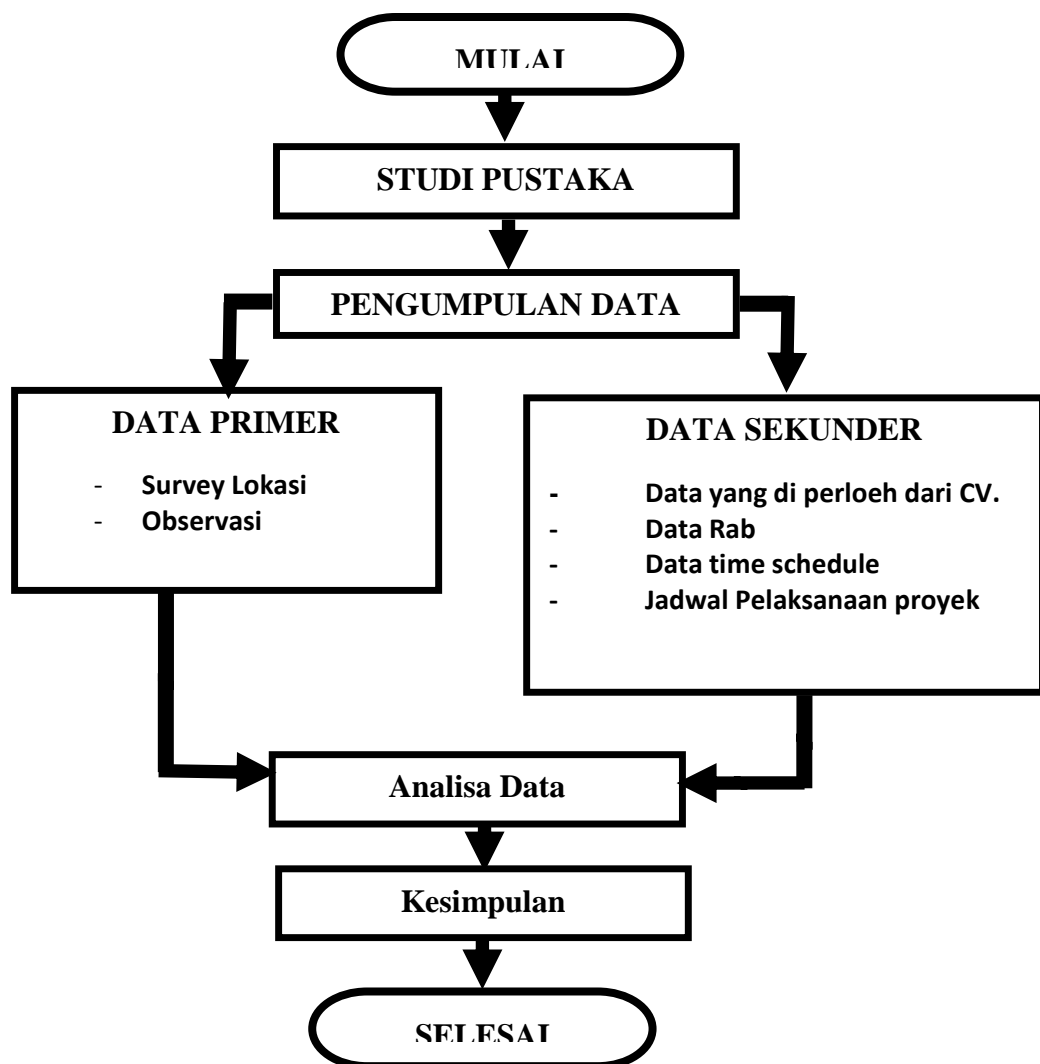 MULAI
STUDI PUSTAKA
PENGUMPULAN DATA
DATA PRIMER
- Survey Lokasi
- Observasi
DATA SEKUNDER
- Data yang di perloeh dari CV.
- Data Rab
- Data time schedule
- Jadwal Pelaksanaan proyek
Analisa Data
Kesimpulan
SELESAI